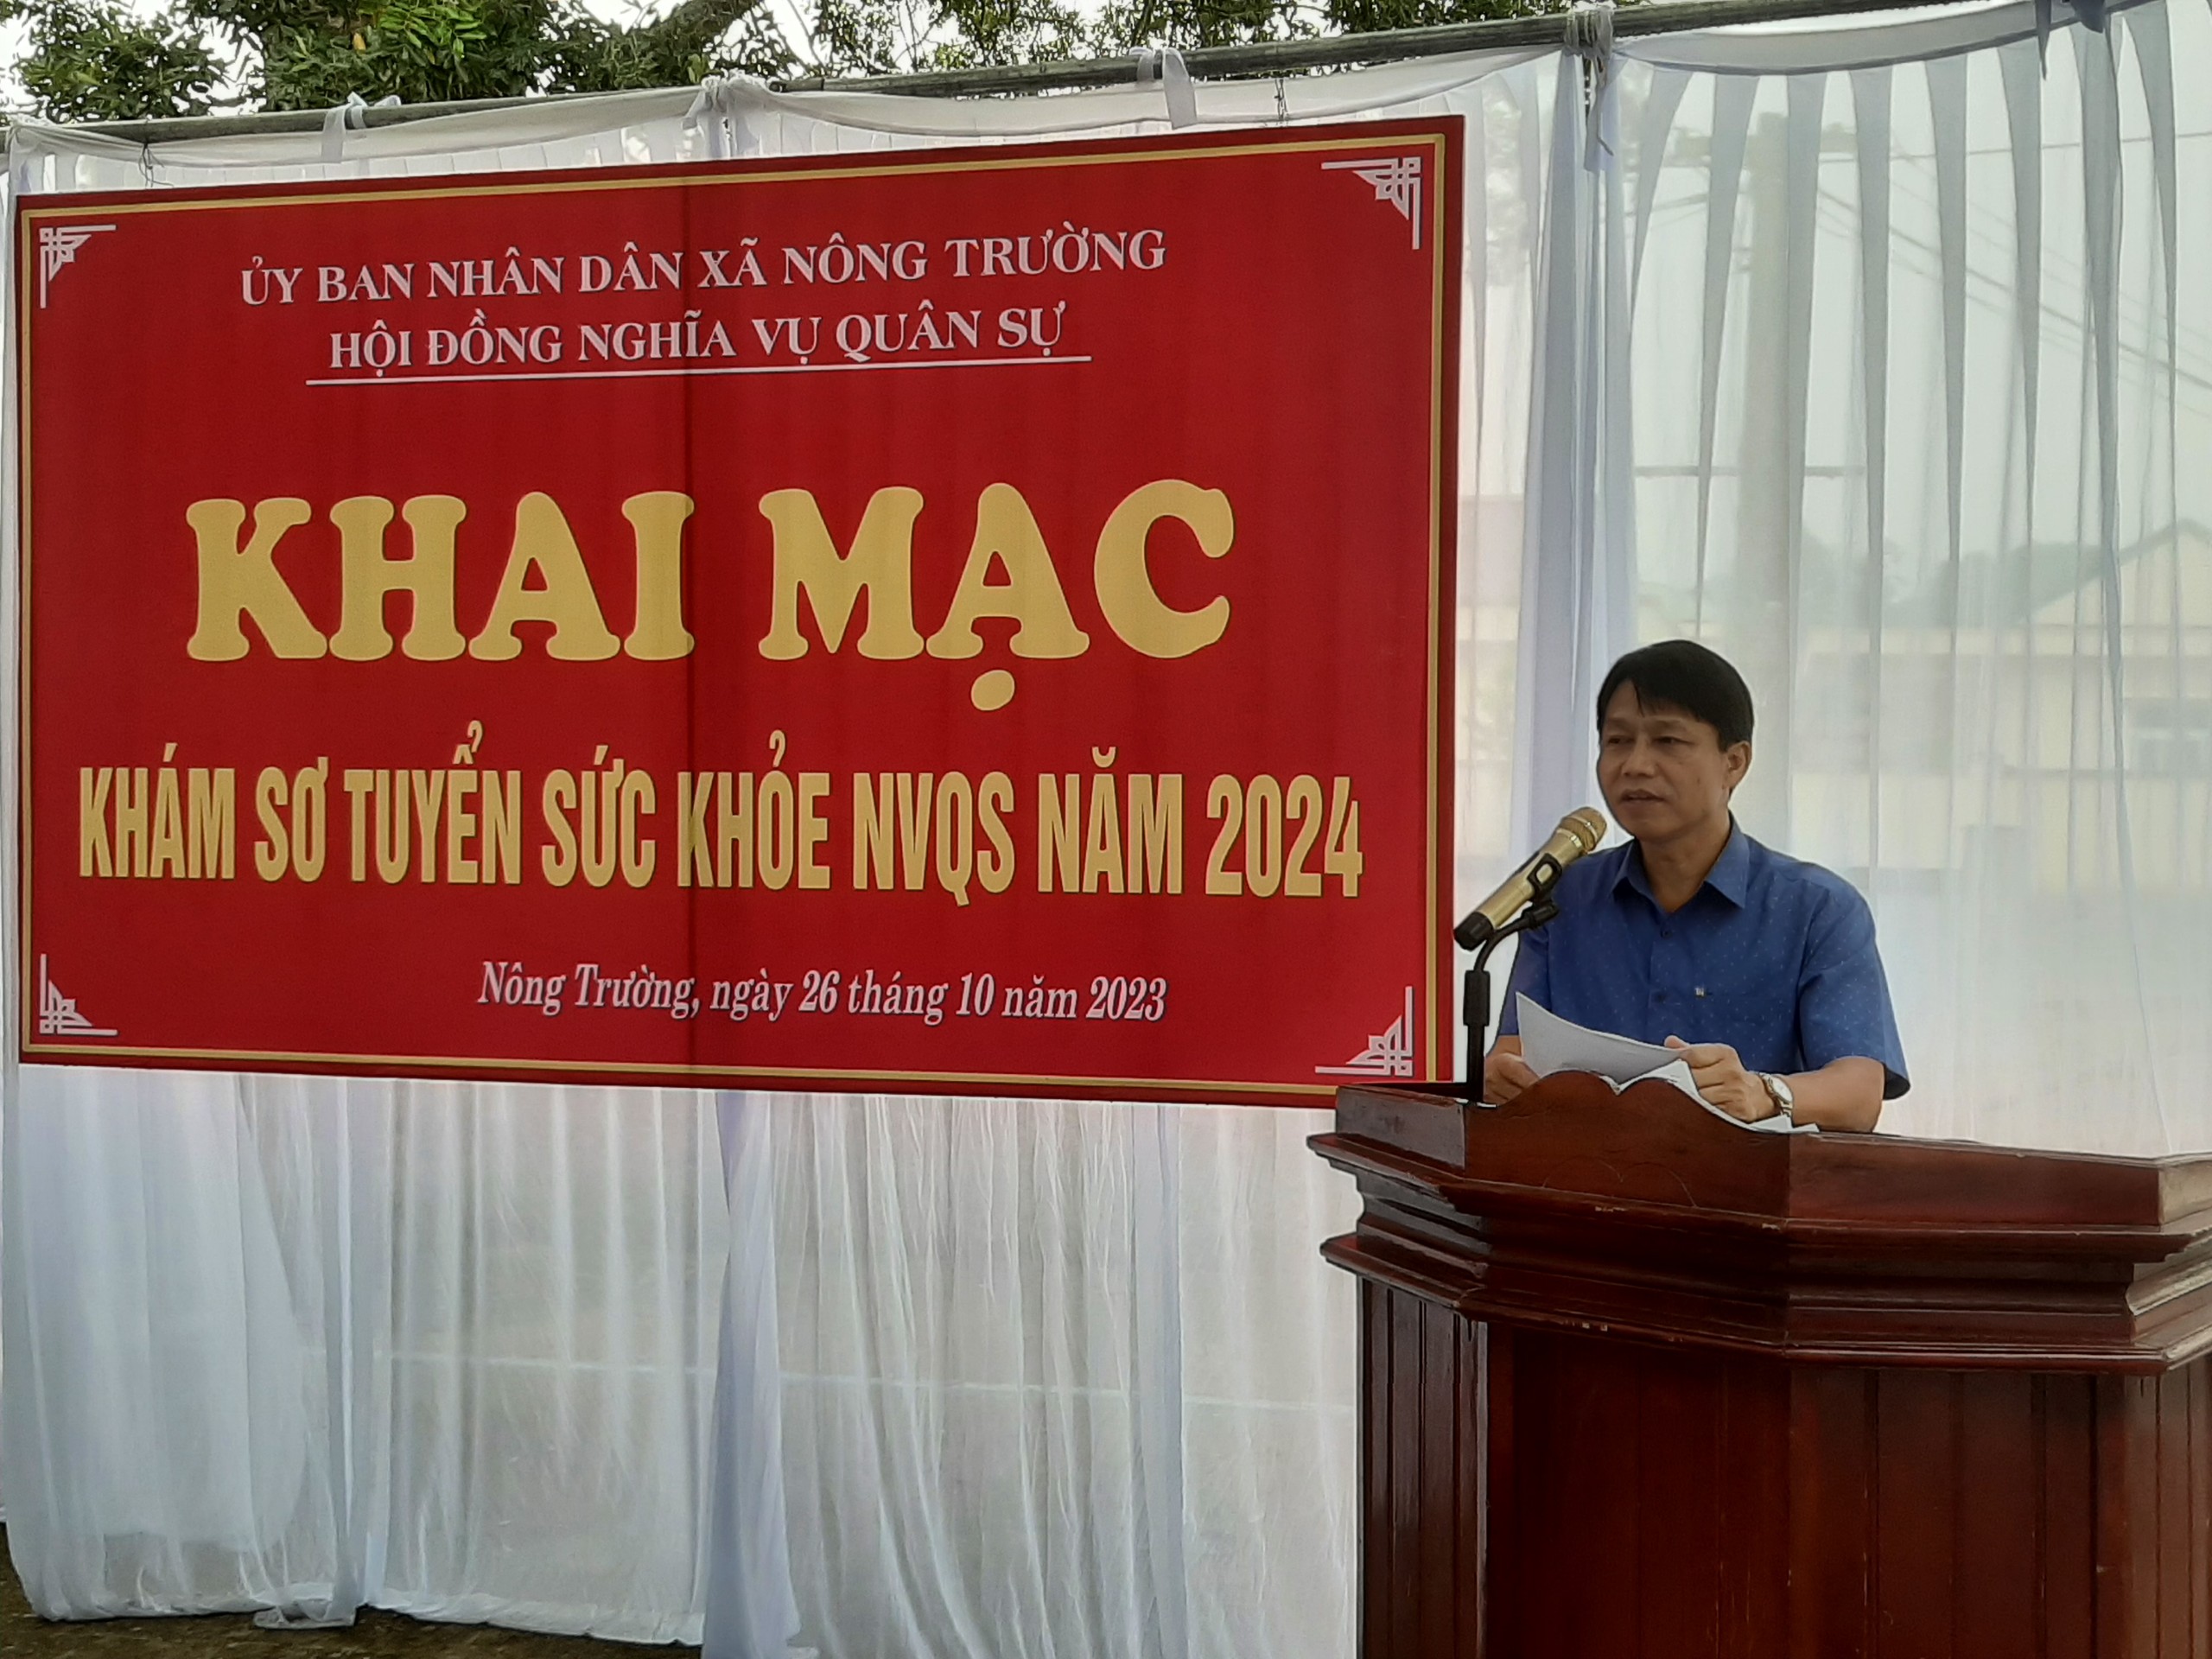 ỦY BAN NHÂN DÂN XÃ NÔNG TRƯỜNG
HỘI ĐỒNG NGHĨA VỤ QUÂN SỰ
KHAI MẠC
KHÁM SƠ TUYỂN SỨC KHỎE NVQS NĂM 2024
Nông Trường, ngày 26 tháng 10 năm 2023